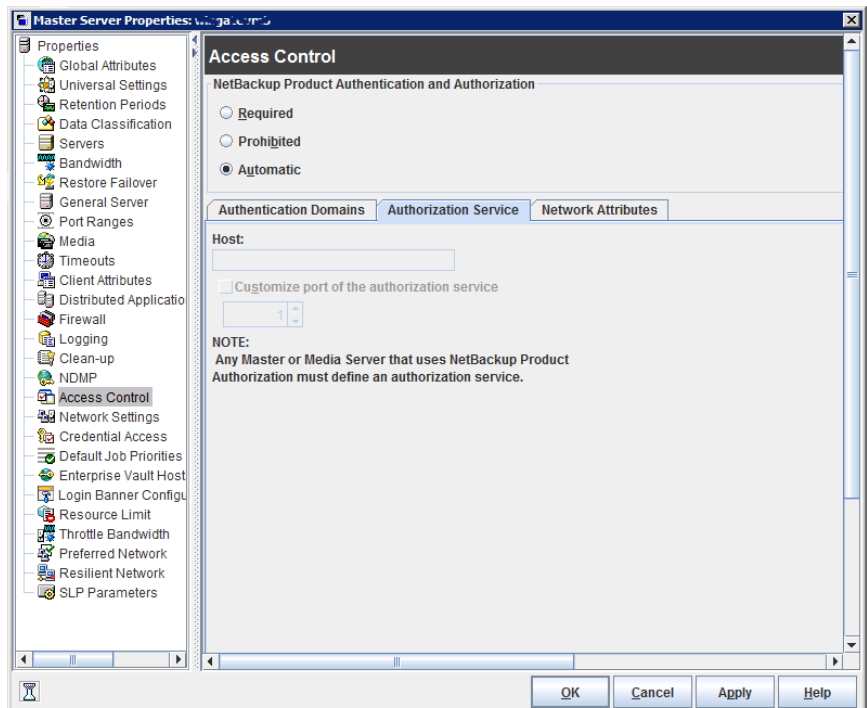 Master Server Properties:
Properties
Global Attributes
Universal Settings
Retention Periods
Data Classification
Servers
Bandwidth
Restore Failover
General Server
Port Ranges
Media
Timeouts
Client Attributes
Distributed Applicatio
Firewall
Logging
Clean-up
NDMP
Access Control
Network Settings
Credential Access
Default Job Priorities
Enterprise Vault Host
Login Banner Configu
Resource Limit
Throttle Bandwidth
Preferred Network
Resilient Network
SLP Parameters
Access Control
NetBackup Product Authentication and Authorization
Required
Prohibited
Automatic
Authentication Domains Authorization Service Network Attributes
Host:
Customize port of the authorization service
1
NOTE:
Any Master or Media Server that uses NetBackup Product
Authorization must define an authorization service.
OK Cancel Apply Help